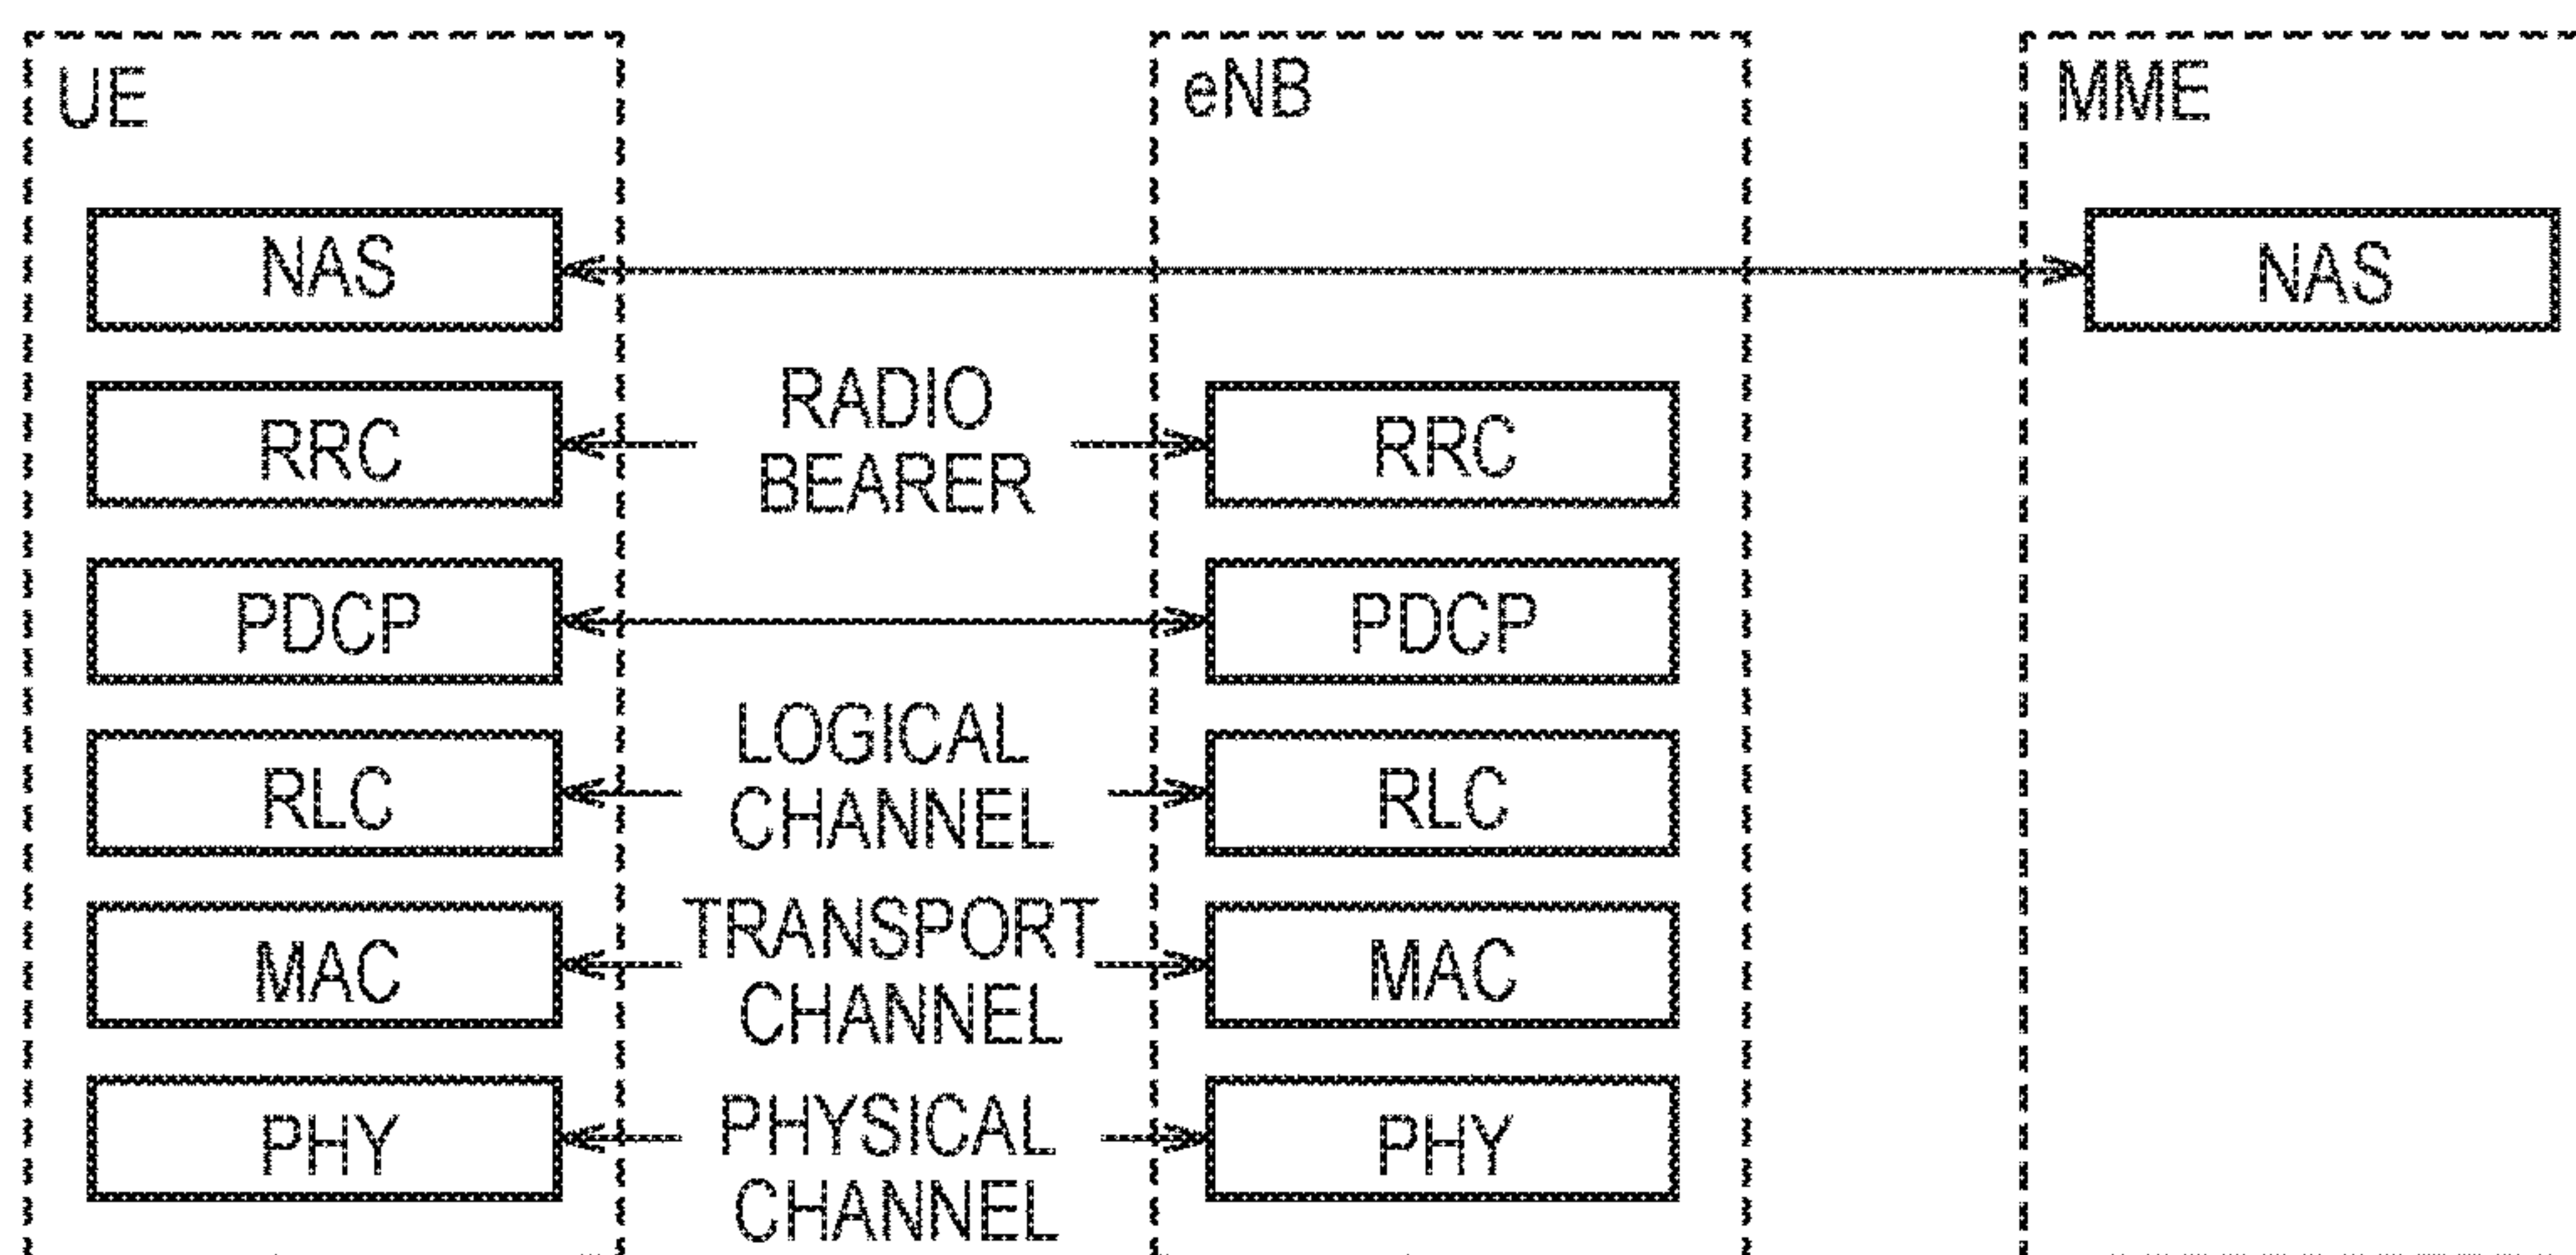 UE
eNB
MME
NAS
NAS
RRC
RADIO
BEARER
RRC
PDCP
PDCP
RLC
LOGICAL
CHANNEL
RLC
MAC
TRANSPORT
CHANNEL
MAC
PHY
PHYSICAL
CHANNEL
PHY